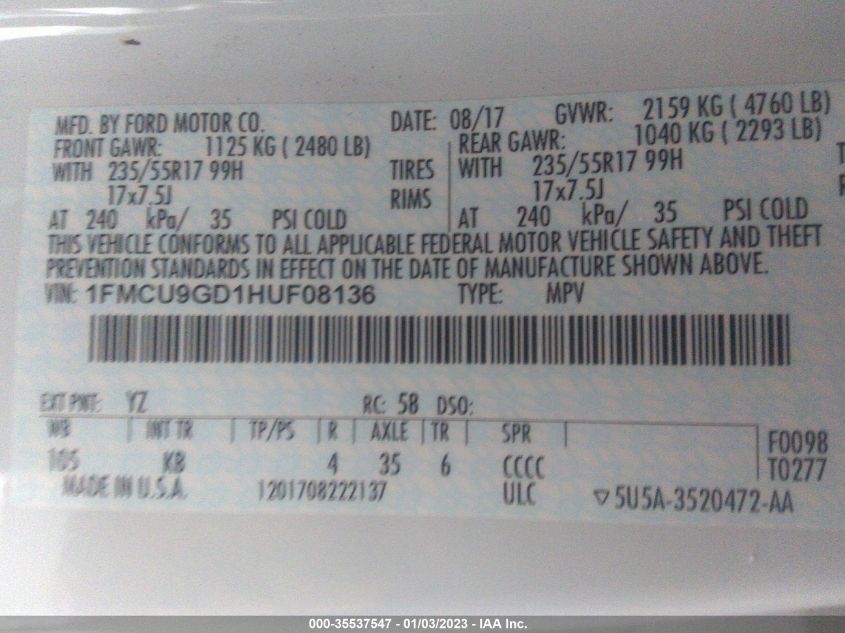 MFD. BY FORD MOTOR CO. DATE: 08/17 GVWR: 2159 KG ( 4760 LB)
FRONT GAWR: 1125 KG ( 2480 LB) REAR GAWR: 1040 KG ( 2293 LB)
WITH 235/55R17 99H TIRES WITH 235/55R17 99H
17x7.5J RIMS 17x7.5J
AT 240 kPa/ 35 PSI COLD AT 240 kPa/ 35 PSI COLD
THIS VEHICLE CONFORMS TO ALL APPLICABLE FEDERAL MOTOR VEHICLE SAFETY AND THEFT
PREVENTION STANDARDS IN EFFECT ON THE DATE OF MANUFACTURE SHOWN ABOVE.
VIN: 1FMCU9GD1HUF08136 TYPE: MPV
EXT PNT: YZ RC: 58 DSO:
WB INT TR TP/PS R AXLE TR SPR F0098
105 KB 4 35 6 CCCC T0277
MADE IN U.S.A. 1201708222137 ULC 5U5A-3520472-AA
000-35537547 - 01/03/2023 - IAA Inc.